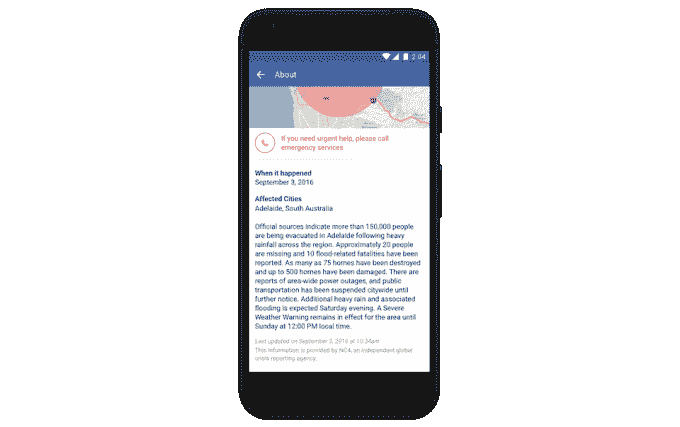 2:04
About
If you need urgent help, please call
emergency services
When it happened
September 3, 2016
Affected Cities
Adelaide, South Australia
Official sources indicate more than 150,000 people
are being evacuated in Adelaide following heavy
rainfall across the region. Approximately 20 people
are missing and 10 flood-related fatalities have been
reported. As many as 75 homes have been destroyed
and up to 500 homes have been damaged. There are
reports of area-wide power outages, and public
transportation has been suspended citywide until
further notice. Additional heavy rain and associated
flooding is expected Saturday evening. A Severe
Weather Warning remains in effect for the area until
Sunday at 12:00 PM local time.
Last updated on September 3, 2016 at 10:34am
This information is provided by NC4, an independent global
crisis reporting agency.